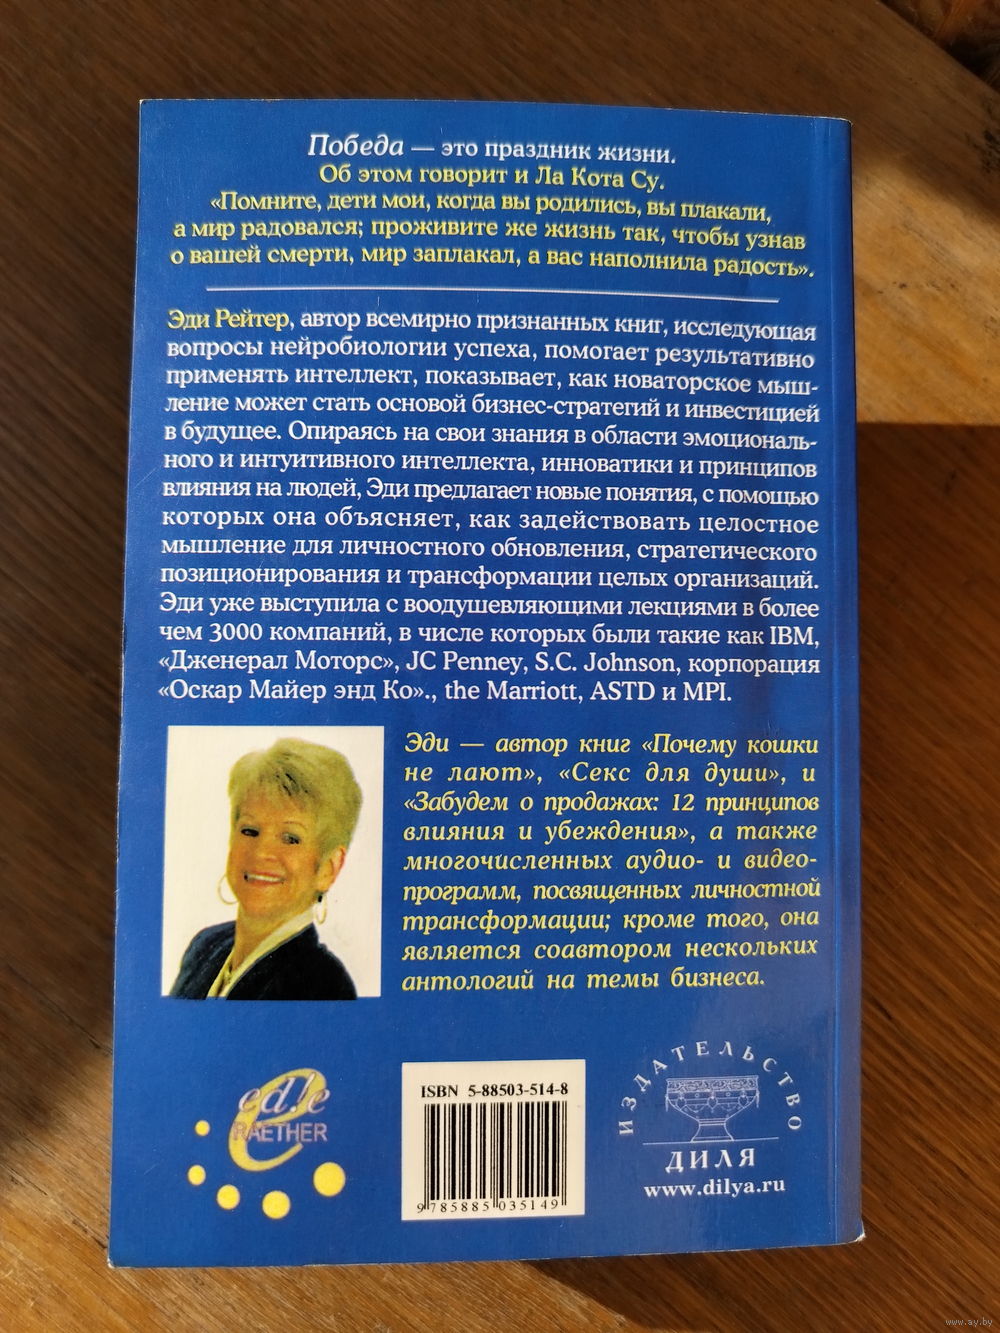 Победа — это праздник жизни.
Об этом говорит и Ла Кота Су.
«Помните, дети мои, когда вы родились, вы плакали,
а мир радовался; проживите же жизнь так, чтобы узнав
о вашей смерти, мир заплакал, а вас наполнила радость».
Эди Рейтер, автор всемирно признанных книг, исследующая
вопросы нейробиологии успеха, помогает результативно
применять интеллект, показывает, как новаторское мыш-
ление может стать основой бизнес-стратегий и инвестицией
в будущее. Опираясь на свои знания в области эмоциональ-
ного и интуитивного интеллекта, инноватики и принципов
влияния на людей, Эди предлагает новые понятия, с помощью
которых она объясняет, как задействовать целостное
мышление для личностного обновления, стратегического
позиционирования и трансформации целых организаций.
Эди уже выступила с воодушевляющими лекциями в более
чем 3000 компаний, в числе которых были такие как IBM,
«Дженерал Моторс», JC Penney, S.C. Johnson, корпорация
«Оскар Майер энд Ко»., the Marriott, ASTD и MPI.
Эди — автор книг «Почему кошки
не лают», «Секс для души», и
«Забудем о продажах: 12 принципов
влияния и убеждения», а также
многочисленных аудио- и видео-
программ, посвященных личностной
трансформации; кроме того, она
является соавтором нескольких
антологий на темы бизнеса.
ed!e
e
RAETHER
ISBN 5-88503-514-8
9 785885 035149
ИЗДАТЕЛЬСТВО
ДИЛЯ
www.dilya.ru
www.ay.by